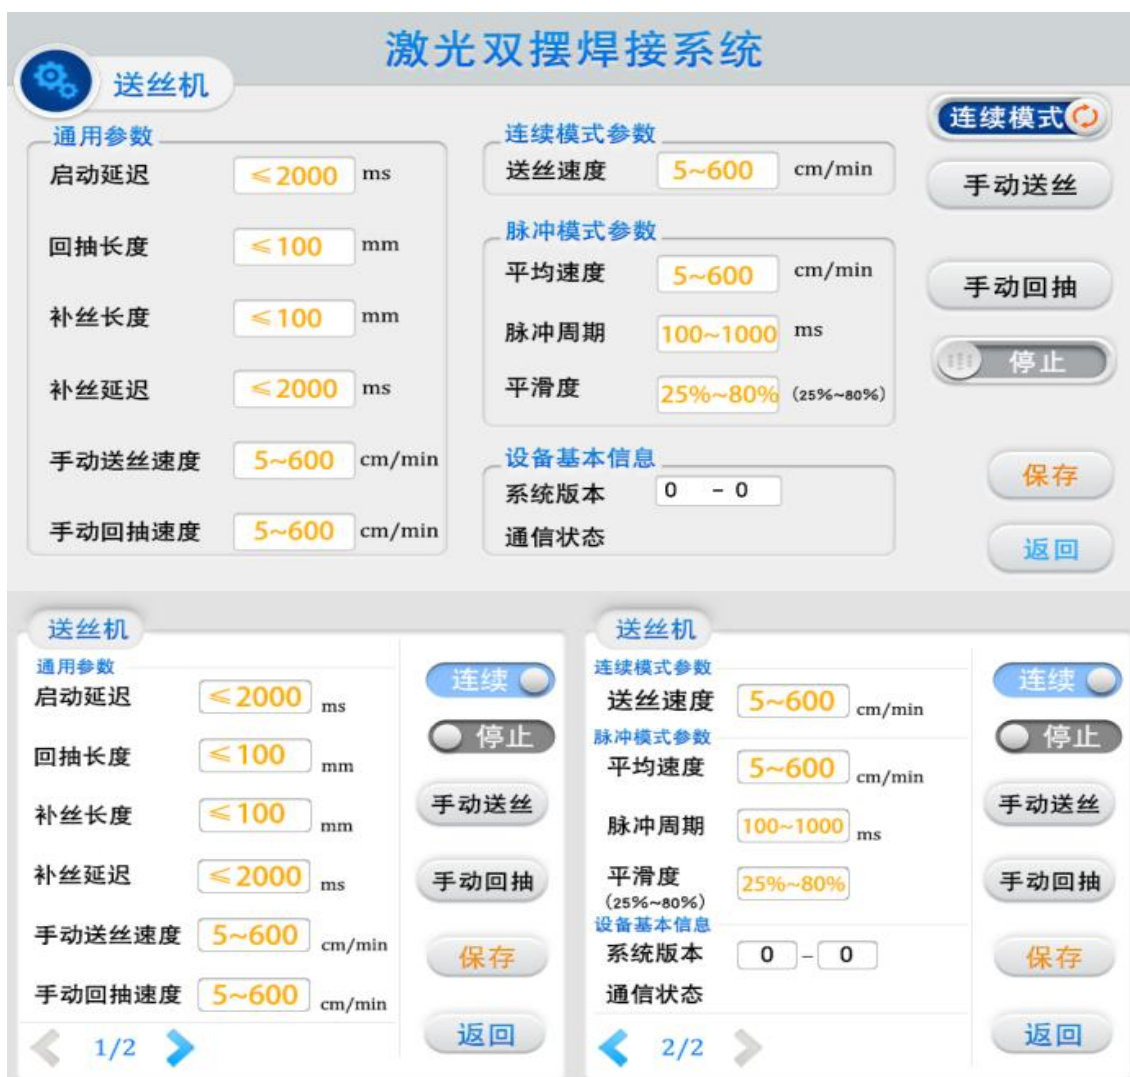 激光双摆焊接系统
送丝机
通用参数
启动延迟 ≤2000 ms
回抽长度 ≤100 mm
补丝长度 ≤100 mm
补丝延迟 ≤2000 ms
手动送丝速度 5~600 cm/min
手动回抽速度 5~600 cm/min
连续模式参数
送丝速度 5~600 cm/min
脉冲模式参数
平均速度 5~600 cm/min
脉冲周期 100~1000 ms
平滑度 25%~80% (25%~80%)
设备基本信息
系统版本 0 - 0
通信状态
连续模式
手动送丝
手动回抽
停止
保存
返回
送丝机
通用参数
启动延迟 ≤2000 ms
回抽长度 ≤100 mm
补丝长度 ≤100 mm
补丝延迟 ≤2000 ms
手动送丝速度 5~600 cm/min
手动回抽速度 5~600 cm/min
1/2
连续
停止
手动送丝
手动回抽
保存
返回
送丝机
连续模式参数
送丝速度 5~600 cm/min
脉冲模式参数
平均速度 5~600 cm/min
脉冲周期 100~1000 ms
平滑度 25%~80%
(25%~80%)
设备基本信息
系统版本 0 - 0
通信状态
2/2
连续
停止
手动送丝
手动回抽
保存
返回